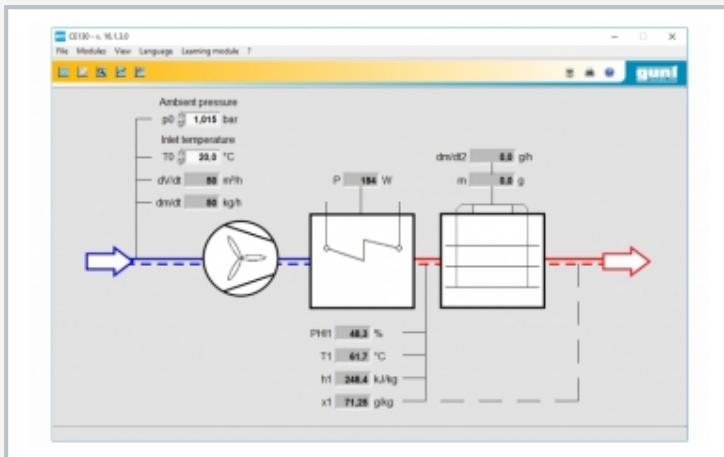 CE130 - v. 16.1.3.0
File Modules View Language Learning module ?
gunt
Ambient pressure
p0 1,015 bar
Inlet temperature
T0 20,0 °C
dV/dt 50 m³/h
dm/dt 60 kg/h
P 184 W
dm/dt2 0,0 g/h
m 0,0 g
PHI1 48,3 %
T1 61,7 °C
h1 248,4 kJ/kg
x1 71,25 g/kg